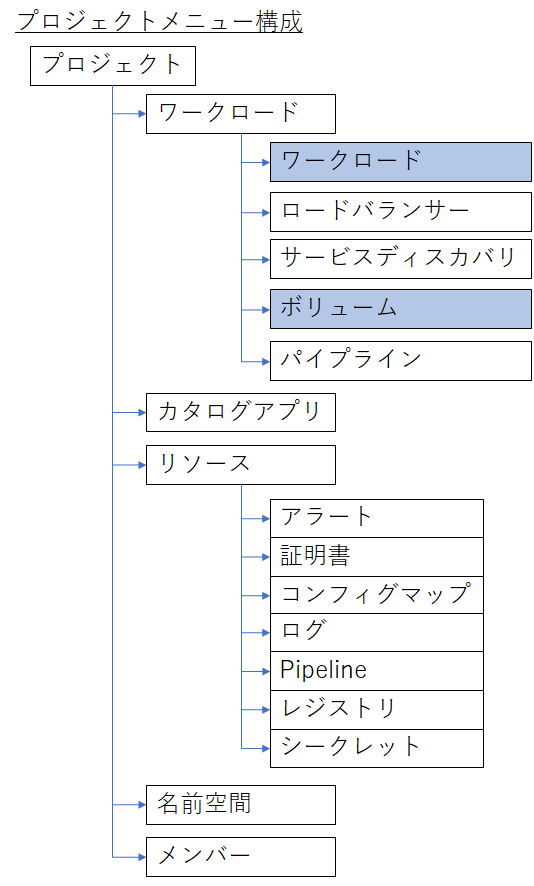 プロジェクトメニュー構成
プロジェクト
ワークロード
ワークロード
ロードバランサー
サービスディスカバリ
ボリューム
パイプライン
カタログアプリ
リソース
アラート
証明書
コンフィグマップ
ログ
Pipeline
レジストリ
シークレット
名前空間
メンバー